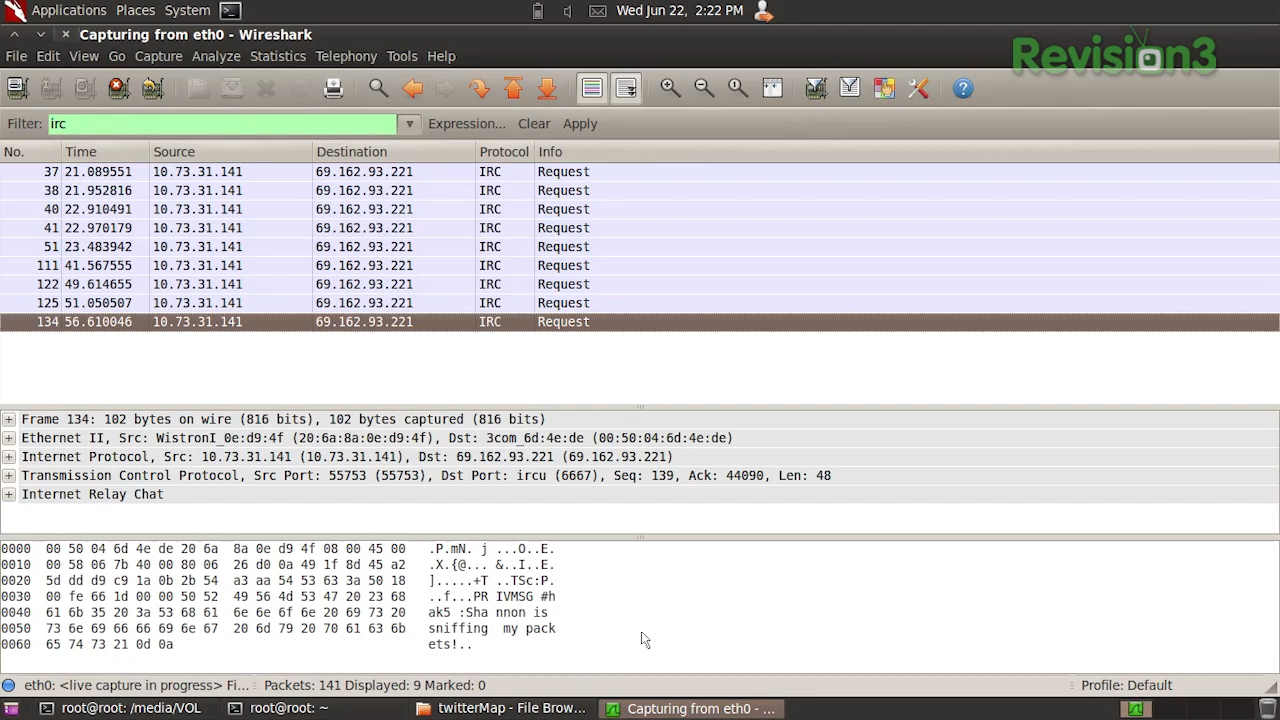 Applications Places System Wed Jun 22, 2:22 PM
Capturing from eth0 - Wireshark
Revision3
File Edit View Go Capture Analyze Statistics Telephony Tools Help
Filter: irc Expression... Clear Apply
No. Time Source Destination Protocol Info
37 21.089551 10.73.31.141 69.162.93.221 IRC Request
38 21.952816 10.73.31.141 69.162.93.221 IRC Request
40 22.910491 10.73.31.141 69.162.93.221 IRC Request
41 22.970179 10.73.31.141 69.162.93.221 IRC Request
51 23.483942 10.73.31.141 69.162.93.221 IRC Request
111 41.567555 10.73.31.141 69.162.93.221 IRC Request
122 49.614655 10.73.31.141 69.162.93.221 IRC Request
125 51.050507 10.73.31.141 69.162.93.221 IRC Request
134 56.610046 10.73.31.141 69.162.93.221 IRC Request
Frame 134: 102 bytes on wire (816 bits), 102 bytes captured (816 bits)
Ethernet II, Src: WistronI_0e:d9:4f (20:6a:8a:0e:d9:4f), Dst: 3com_6d:4e:de (00:50:04:6d:4e:de)
Internet Protocol, Src: 10.73.31.141 (10.73.31.141), Dst: 69.162.93.221 (69.162.93.221)
Transmission Control Protocol, Src Port: 55753 (55753), Dst Port: ircu (6667), Seq: 139, Ack: 44090, Len: 48
Internet Relay Chat
0000 00 50 04 6d 4e de 20 6a 8a 0e d9 4f 08 00 45 00 .P.mN. j ...O..E.
0010 00 58 06 7b 40 00 80 06 26 d0 0a 49 1f 8d 45 a2 .X.{@... &..I..E.
0020 5d dd d9 c9 1a 0b 2b 54 a3 aa 54 53 63 3a 50 18 ].....+T ..TSc:P.
0030 00 fe 66 1d 00 00 50 52 49 56 4d 53 47 20 23 68 ..f...PR IVMSG #h
0040 61 6b 35 20 3a 53 68 61 6e 6e 6f 6e 20 69 73 20 ak5 :Sha nnon is
0050 73 6e 69 66 66 69 6e 67 20 6d 79 20 70 61 63 6b sniffing my pack
0060 65 74 73 21 0d 0a ets!..
eth0: <live capture in progress> Fi... Packets: 141 Displayed: 9 Marked: 0 Profile: Default
root@root: /media/VOL root@root: ~ twitterMap - File Brow... Capturing from eth0 - ...